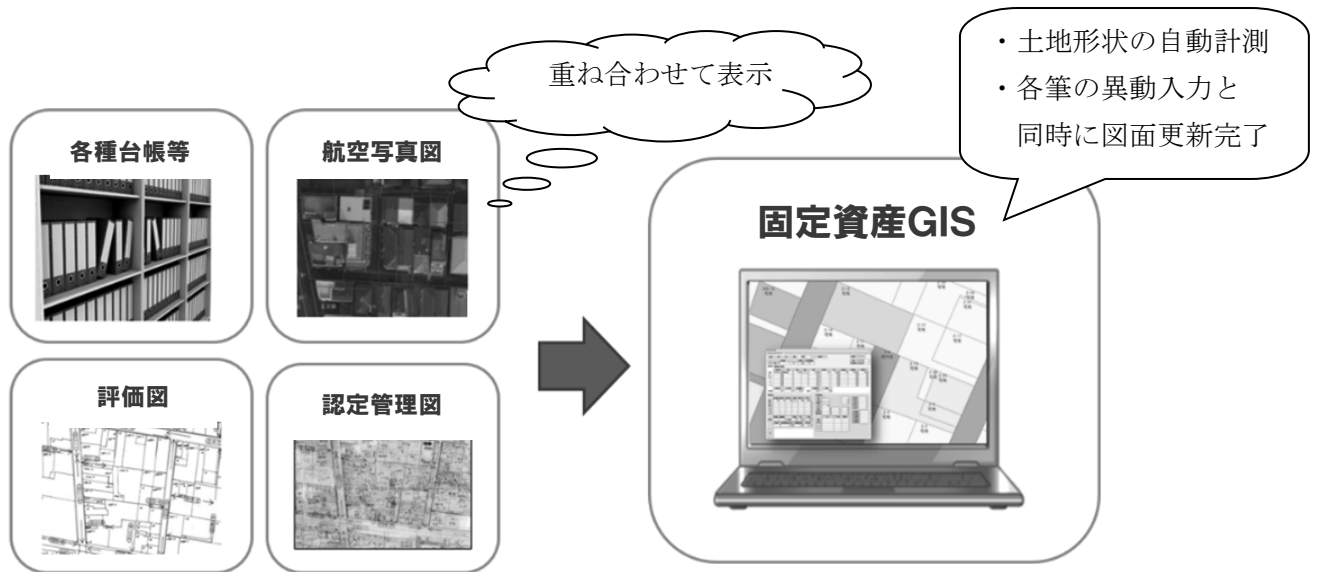 重ね合わせて表示
・土地形状の自動計測
・各筆の異動入力と
同時に図面更新完了
各種台帳等
航空写真図
固定資産GIS
評価図
認定管理図